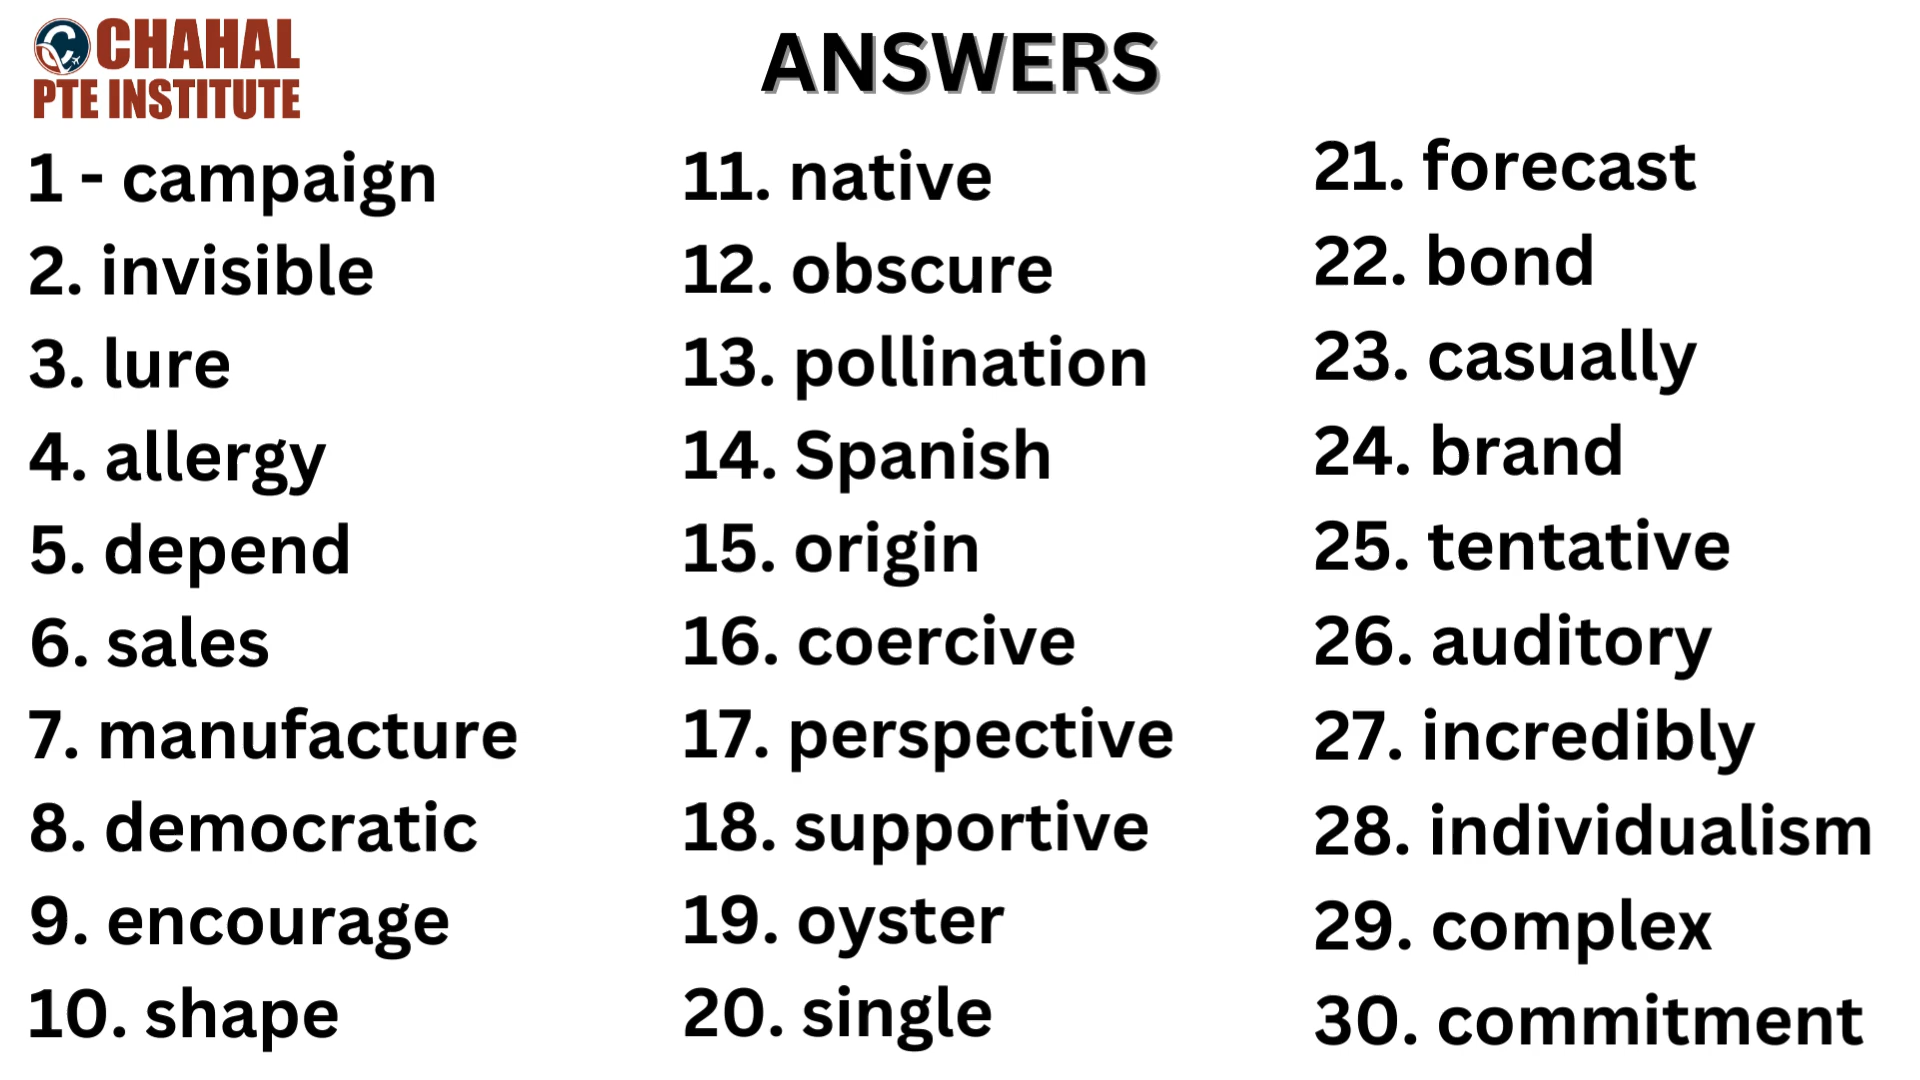 CHAHAL
PTE INSTITUTE
ANSWERS
1 - campaign
2. invisible
3. lure
4. allergy
5. depend
6. sales
7. manufacture
8. democratic
9. encourage
10. shape
11. native
12. obscure
13. pollination
14. Spanish
15. origin
16. coercive
17. perspective
18. supportive
19. oyster
20. single
21. forecast
22. bond
23. casually
24. brand
25. tentative
26. auditory
27. incredibly
28. individualism
29. complex
30. commitment